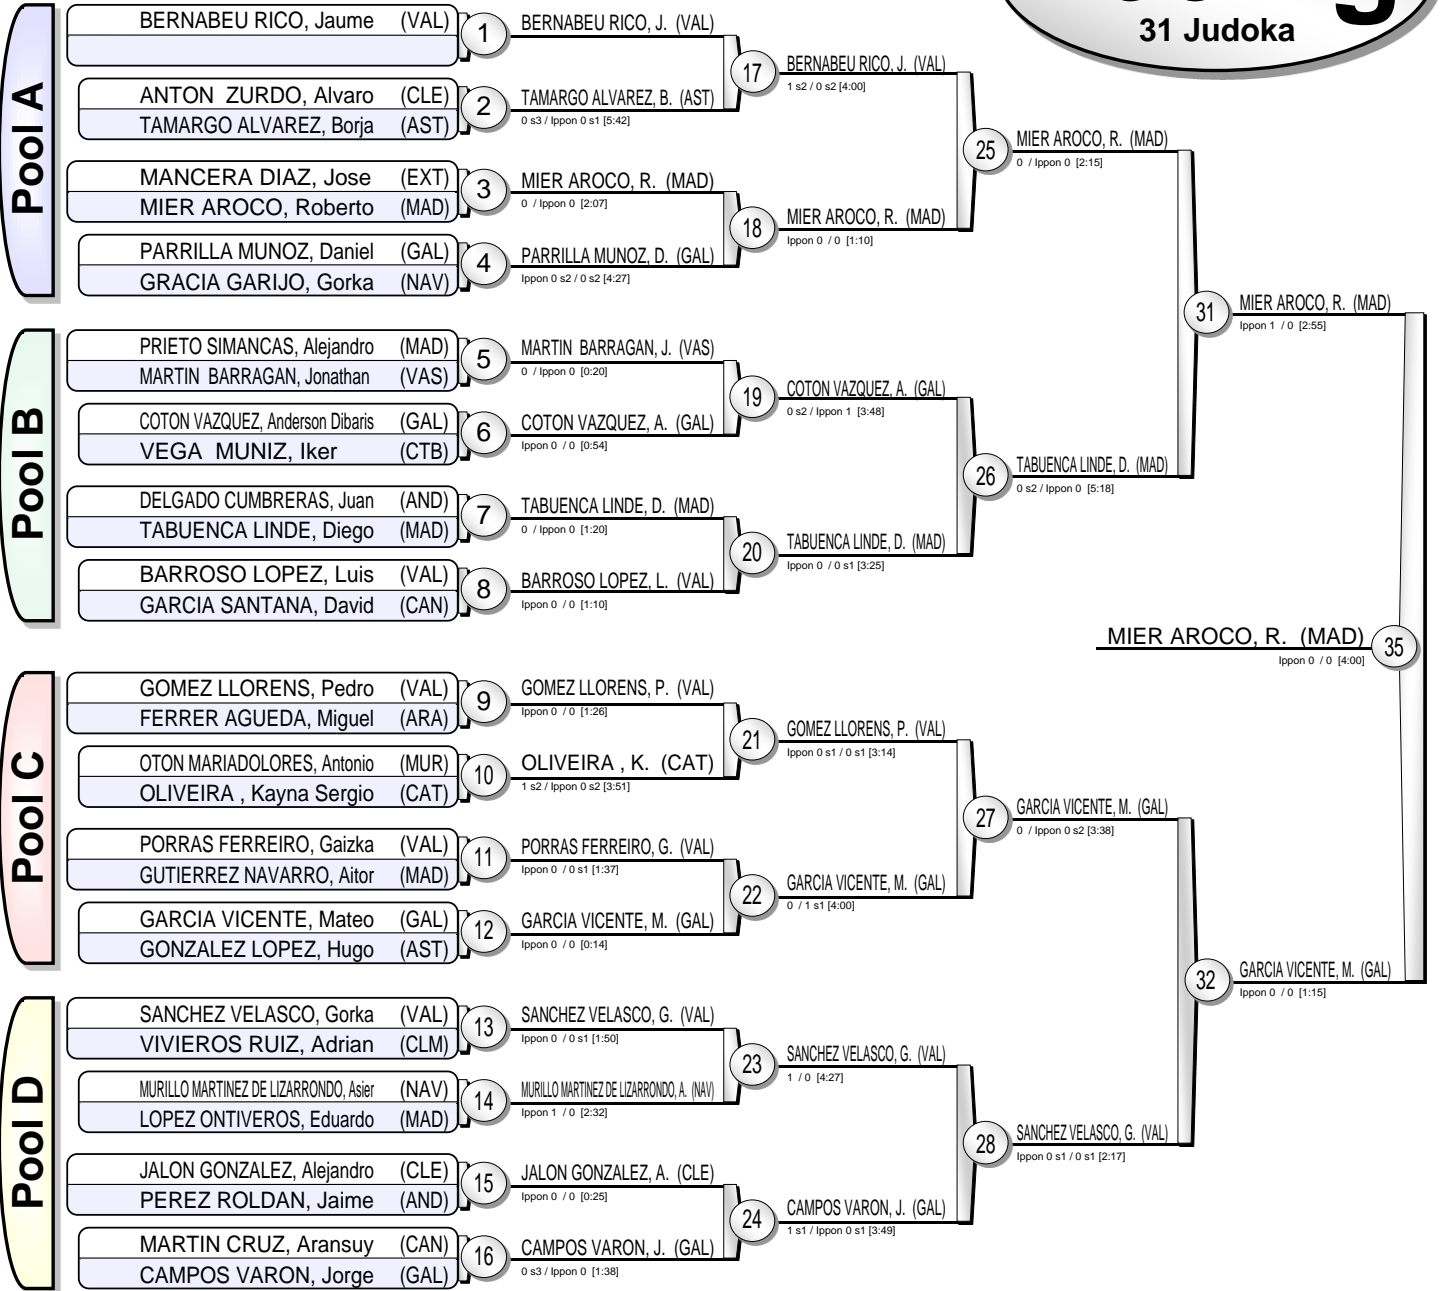 31 Judoka
Pool A
BERNABEU RICO, Jaume (VAL)
1
ANTON ZURDO, Alvaro (CLE)
TAMARGO ALVAREZ, Borja (AST)
2
MANCERA DIAZ, Jose (EXT)
MIER AROCO, Roberto (MAD)
3
PARRILLA MUNOZ, Daniel (GAL)
GRACIA GARIJO, Gorka (NAV)
4
Pool B
PRIETO SIMANCAS, Alejandro (MAD)
MARTIN BARRAGAN, Jonathan (VAS)
5
COTON VAZQUEZ, Anderson Dibaris (GAL)
VEGA MUNIZ, Iker (CTB)
6
DELGADO CUMBRERAS, Juan (AND)
TABUENCA LINDE, Diego (MAD)
7
BARROSO LOPEZ, Luis (VAL)
GARCIA SANTANA, David (CAN)
8
Pool C
GOMEZ LLORENS, Pedro (VAL)
FERRER AGUEDA, Miguel (ARA)
9
OTON MARIADOLORES, Antonio (MUR)
OLIVEIRA , Kayna Sergio (CAT)
10
PORRAS FERREIRO, Gaizka (VAL)
GUTIERREZ NAVARRO, Aitor (MAD)
11
GARCIA VICENTE, Mateo (GAL)
GONZALEZ LOPEZ, Hugo (AST)
12
Pool D
SANCHEZ VELASCO, Gorka (VAL)
VIVIEROS RUIZ, Adrian (CLM)
13
MURILLO MARTINEZ DE LIZARRONDO, Asier (NAV)
LOPEZ ONTIVEROS, Eduardo (MAD)
14
JALON GONZALEZ, Alejandro (CLE)
PEREZ ROLDAN, Jaime (AND)
15
MARTIN CRUZ, Aransuy (CAN)
CAMPOS VARON, Jorge (GAL)
16
BERNABEU RICO, J. (VAL)
TAMARGO ALVAREZ, B. (AST)
0 s3 / Ippon 0 s1 [5:42]
17
MIER AROCO, R. (MAD)
0 / Ippon 0 [2:07]
PARRILLA MUNOZ, D. (GAL)
Ippon 0 s2 / 0 s2 [4:27]
18
MARTIN BARRAGAN, J. (VAS)
0 / Ippon 0 [0:20]
COTON VAZQUEZ, A. (GAL)
Ippon 0 / 0 [0:54]
19
TABUENCA LINDE, D. (MAD)
0 / Ippon 0 [1:20]
BARROSO LOPEZ, L. (VAL)
Ippon 0 / 0 [1:10]
20
GOMEZ LLORENS, P. (VAL)
Ippon 0 / 0 [1:26]
OLIVEIRA , K. (CAT)
1 s2 / Ippon 0 s2 [3:51]
21
PORRAS FERREIRO, G. (VAL)
Ippon 0 / 0 s1 [1:37]
GARCIA VICENTE, M. (GAL)
Ippon 0 / 0 [0:14]
22
SANCHEZ VELASCO, G. (VAL)
Ippon 0 / 0 s1 [1:50]
MURILLO MARTINEZ DE LIZARRONDO, A. (NAV)
Ippon 1 / 0 [2:32]
23
JALON GONZALEZ, A. (CLE)
Ippon 0 / 0 [0:25]
CAMPOS VARON, J. (GAL)
0 s3 / Ippon 0 [1:38]
24
BERNABEU RICO, J. (VAL)
1 s2 / 0 s2 [4:00]
MIER AROCO, R. (MAD)
Ippon 0 / 0 [1:10]
25
COTON VAZQUEZ, A. (GAL)
0 s2 / Ippon 1 [3:48]
TABUENCA LINDE, D. (MAD)
Ippon 0 / 0 s1 [3:25]
26
GOMEZ LLORENS, P. (VAL)
Ippon 0 s1 / 0 s1 [3:14]
GARCIA VICENTE, M. (GAL)
0 / 1 s1 [4:00]
27
SANCHEZ VELASCO, G. (VAL)
1 / 0 [4:27]
CAMPOS VARON, J. (GAL)
1 s1 / Ippon 0 s1 [3:49]
28
MIER AROCO, R. (MAD)
0 / Ippon 0 [2:15]
TABUENCA LINDE, D. (MAD)
0 s2 / Ippon 0 [5:18]
31
GARCIA VICENTE, M. (GAL)
0 / Ippon 0 s2 [3:38]
SANCHEZ VELASCO, G. (VAL)
Ippon 0 s1 / 0 s1 [2:17]
32
MIER AROCO, R. (MAD)
Ippon 1 / 0 [2:55]
GARCIA VICENTE, M. (GAL)
Ippon 0 / 0 [1:15]
MIER AROCO, R. (MAD)
35
Ippon 0 / 0 [4:00]